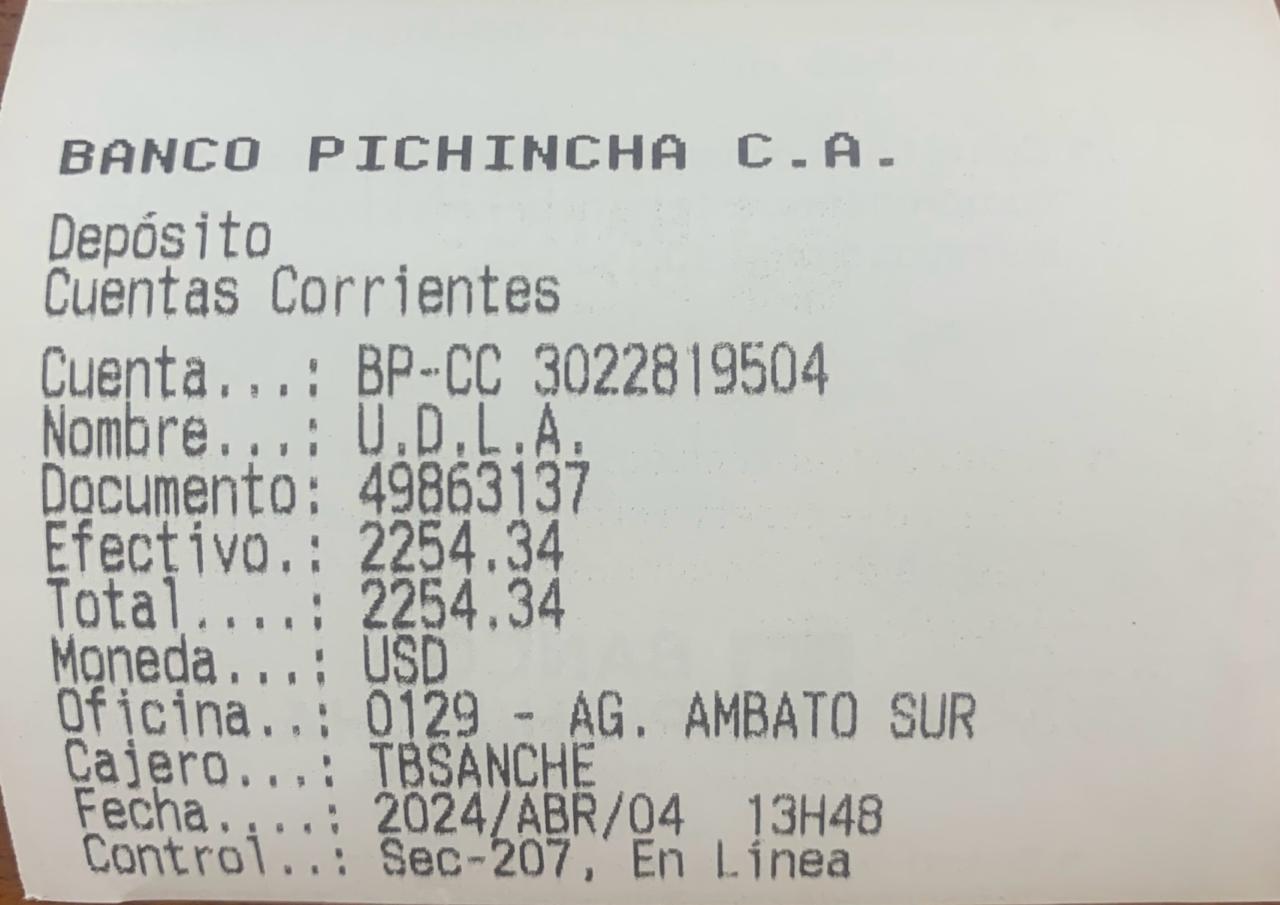 BANCO PICHINCHA C.A.
Depósito
Cuentas Corrientes
Cuenta...: BP-CC 3022819504
Nombre...: U.D.L.A.
Documento: 49863137
Efectivo.: 2254.34
Total....: 2254.34
Moneda...: USD
Oficina..: 0129 - AG. AMBATO SUR
Cajero...: TBSANCHE
Fecha....: 2024/ABR/04 13H48
Control..: Sec-207, En Línea